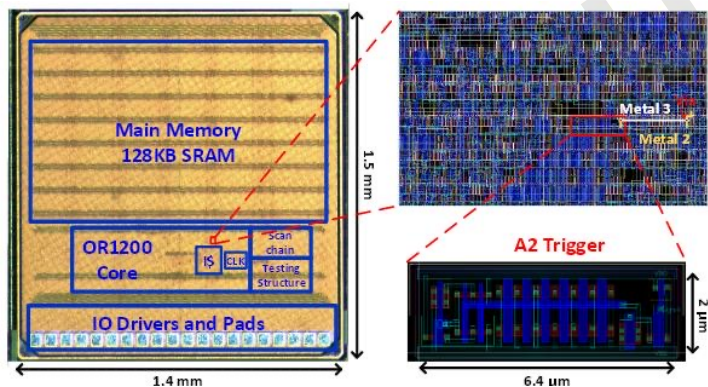 Main Memory
128KB SRAM
OR1200
Core
I$
CLK
Scan
chain
Testing
Structure
IO Drivers and Pads
1.5 mm
1.4 mm
Metal 3
Metal 2
A2 Trigger
2 µm
6.4 µm